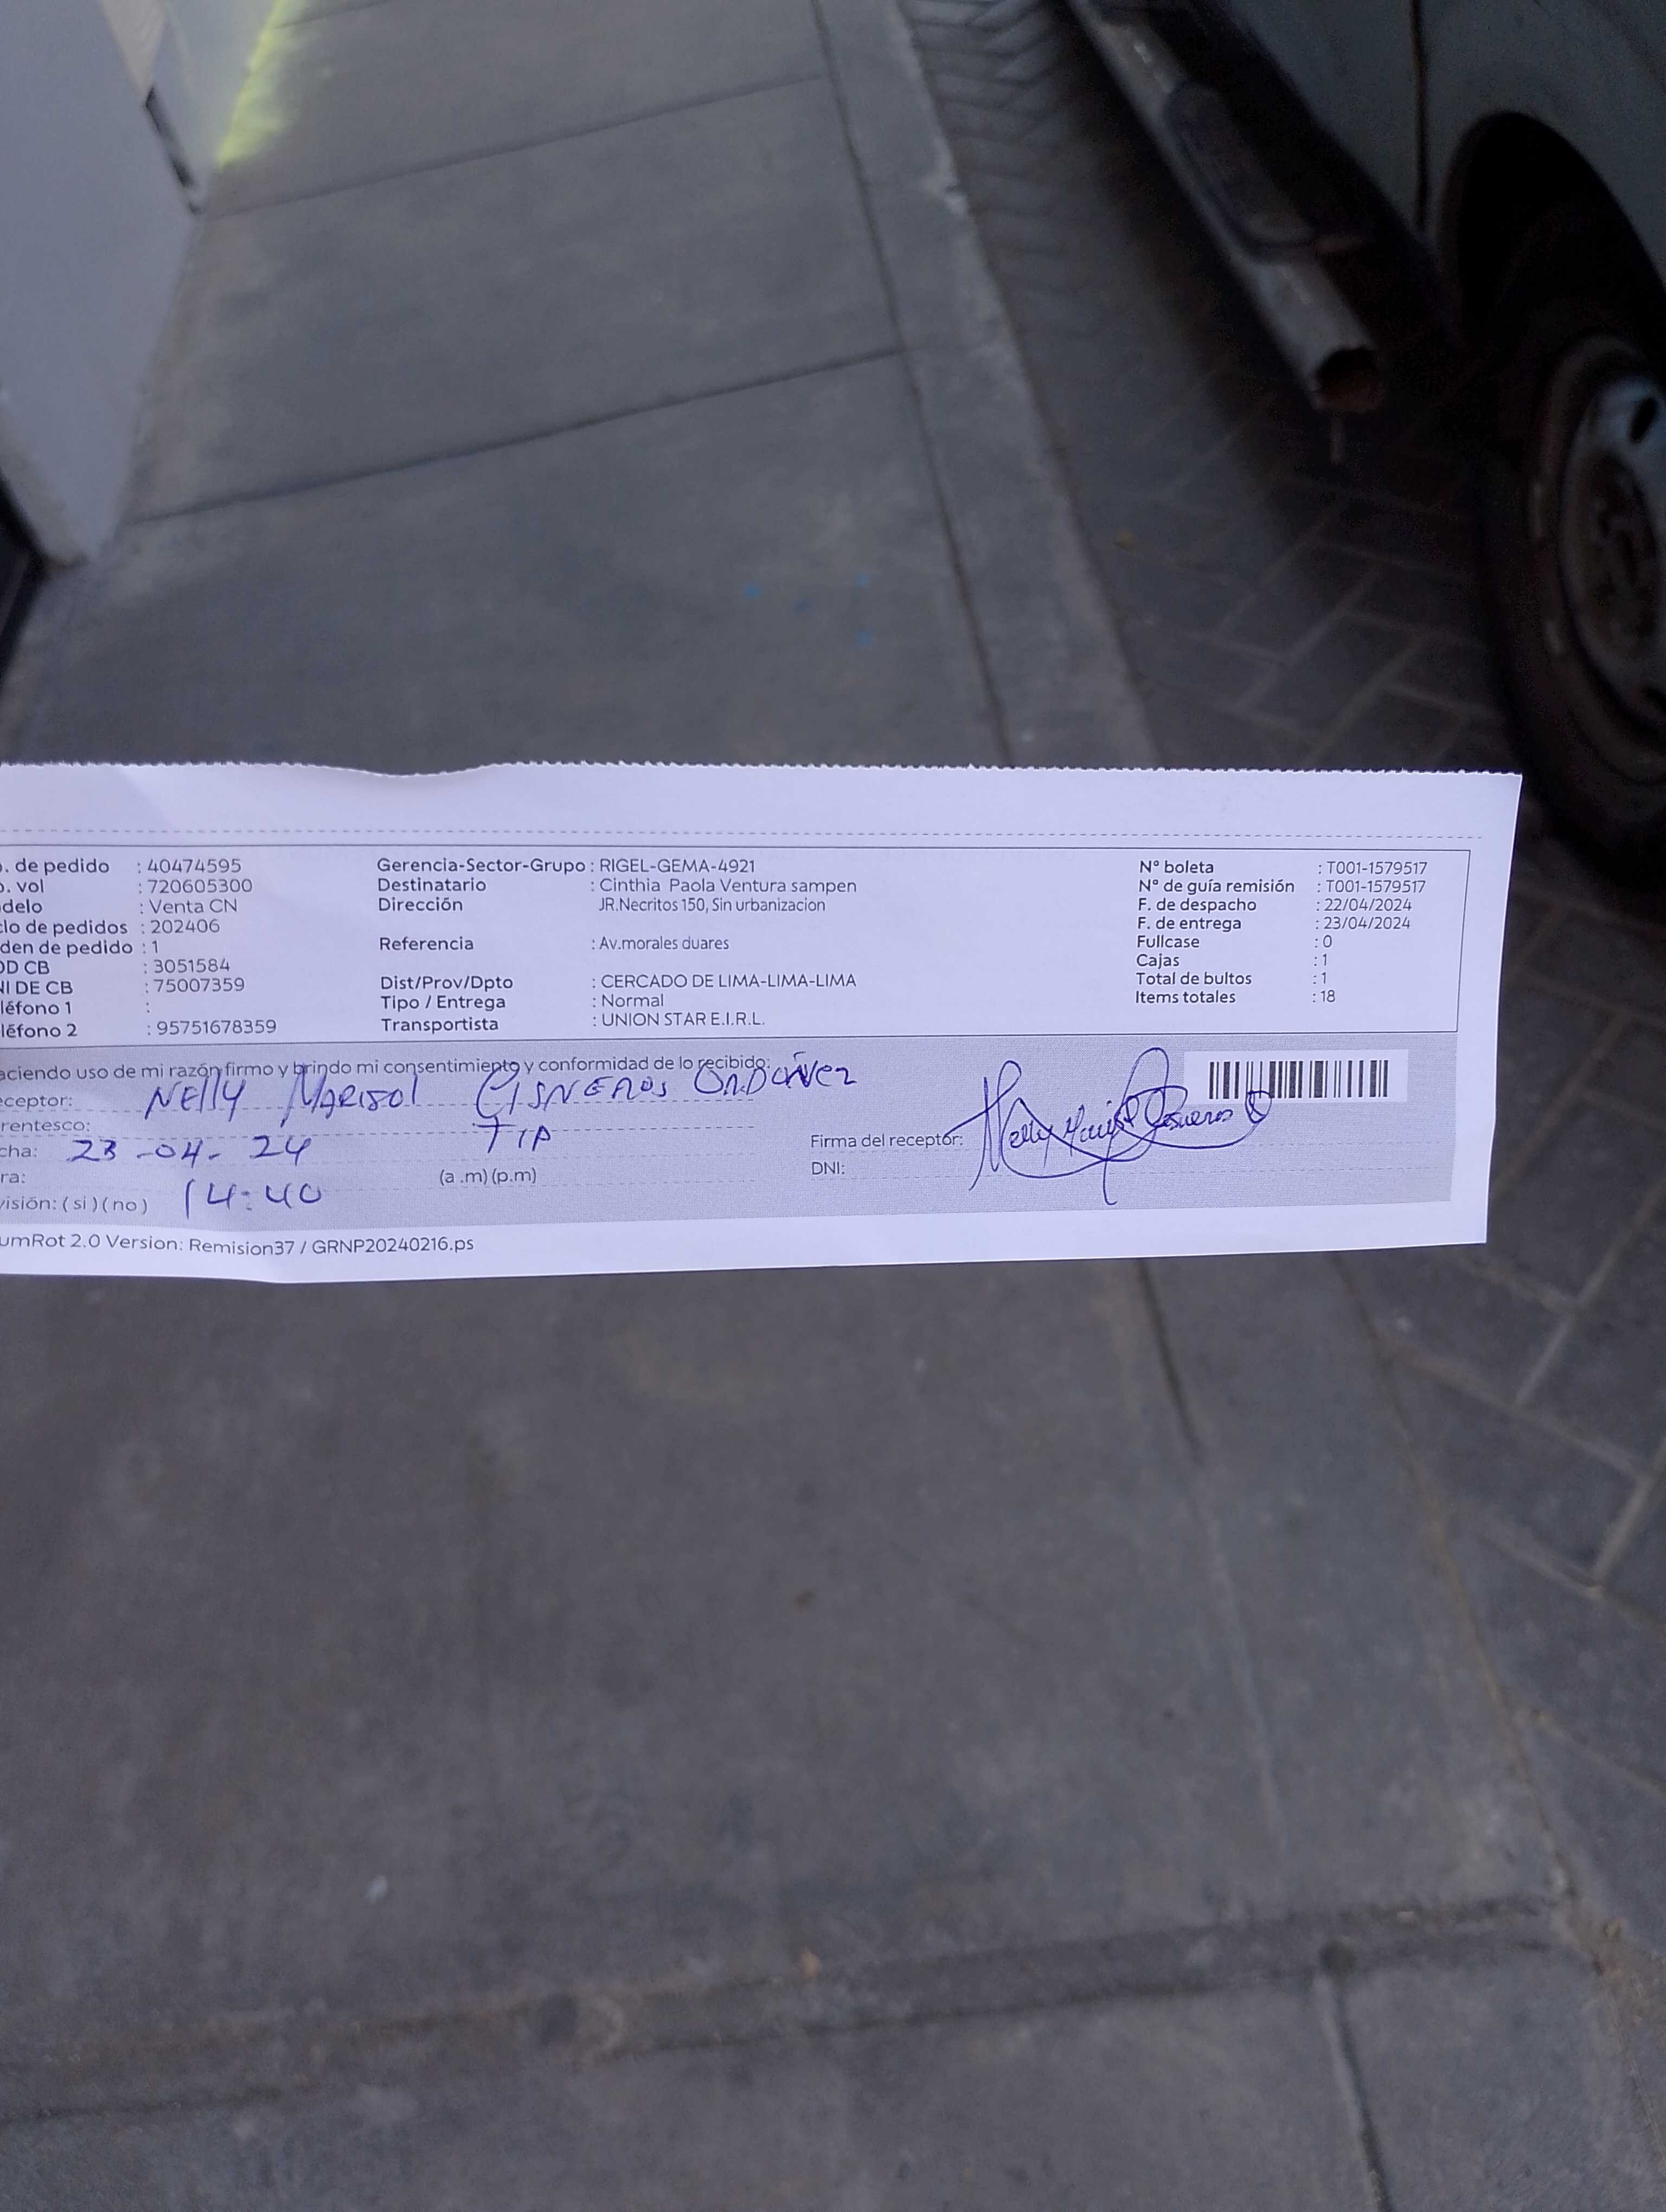 o. de pedido : 40474595 Gerencia-Sector-Grupo : RIGEL-GEMA-4921 N° boleta : T001-1579517
o. vol : 720605300 Destinatario : Cinthia Paola Ventura sampen N° de guía remisión : T001-1579517
delo : Venta CN Dirección JR.Necritos 150, Sin urbanizacion F. de despacho : 22/04/2024
clo de pedidos : 202406 F. de entrega : 23/04/2024
den de pedido : 1 Referencia : Av.morales duares Fullcase : 0
OD CB : 3051584 Cajas : 1
NI DE CB : 75007359 Dist/Prov/Dpto : CERCADO DE LIMA-LIMA-LIMA Total de bultos : 1
léfono 1 : Tipo / Entrega : Normal Items totales : 18
léfono 2 : 95751678359 Transportista : UNION STAR E.I.R.L.
aciendo uso de mi razón firmo y brindo mi consentimiento y conformidad de lo recibido:
ceptor: NELLY MARISOL CISNEROS ORDOÑEZ
rentesco: TIA
cha: 23-04-24 Firma del receptor: Nelly Marisol Cisneros O
ra: 14:40 (a.m) (p.m) DNI:
visión: ( si ) ( no )
umRot 2.0 Version: Remision37 / GRNP20240216.ps